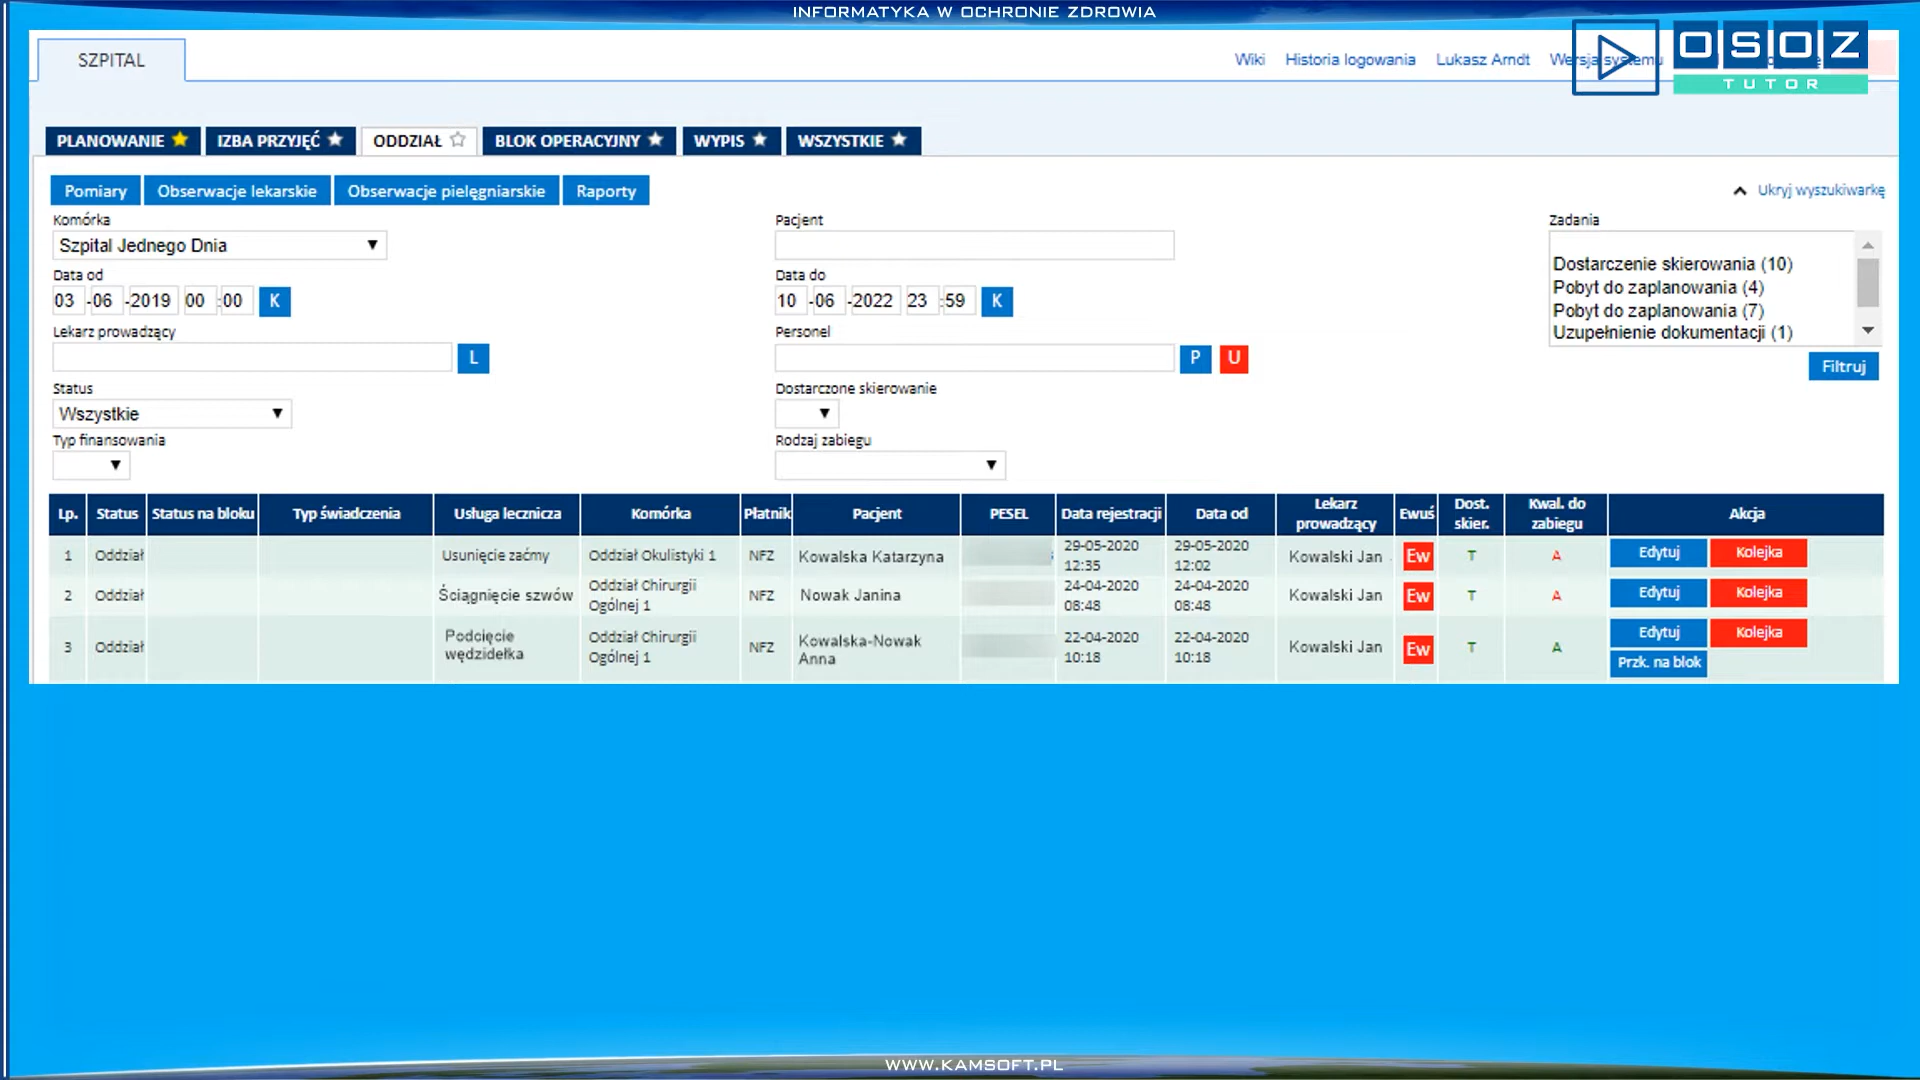 INFORMATYKA W OCHRONIE ZDROWIA
SZPITAL
Wiki Historia logowania Lukasz Arndt Wersja systemu
OSOZ
TUTOR
PLANOWANIE IZBA PRZYJĘĆ ODDZIAŁ BLOK OPERACYJNY WYPIS WSZYSTKIE
Pomiary Obserwacje lekarskie Obserwacje pielęgniarskie Raporty
Ukryj wyszukiwarkę
Komórka Pacjent Zadania
Szpital Jednego Dnia
Dostarczenie skierowania (10)
Pobyt do zaplanowania (4)
Pobyt do zaplanowania (7)
Uzupełnienie dokumentacji (1)
Data od Data do
03 -06 -2019 00 :00 K 10 -06 -2022 23 :59 K
Lekarz prowadzący Personel
L P U
Filtruj
Status Dostarczone skierowanie
Wszystkie
Typ finansowania Rodzaj zabiegu
Lp. Status Status na bloku Typ świadczenia Usługa lecznicza Komórka Płatnik Pacjent PESEL Data rejestracji Data od Lekarz prowadzący Ewuś Dost. skier. Kwal. do zabiegu Akcja
1 Oddział Usunięcie zaćmy Oddział Okulistyki 1 NFZ Kowalska Katarzyna 29-05-2020 12:35 29-05-2020 12:02 Kowalski Jan Ew T A Edytuj Kolejka
2 Oddział Ściągnięcie szwów Oddział Chirurgii Ogólnej 1 NFZ Nowak Janina 24-04-2020 08:48 24-04-2020 08:48 Kowalski Jan Ew T A Edytuj Kolejka
3 Oddział Podcięcie wędzidełka Oddział Chirurgii Ogólnej 1 NFZ Kowalska-Nowak Anna 22-04-2020 10:18 22-04-2020 10:18 Kowalski Jan Ew T A Edytuj Kolejka
Przk. na blok
WWW.KAMSOFT.PL